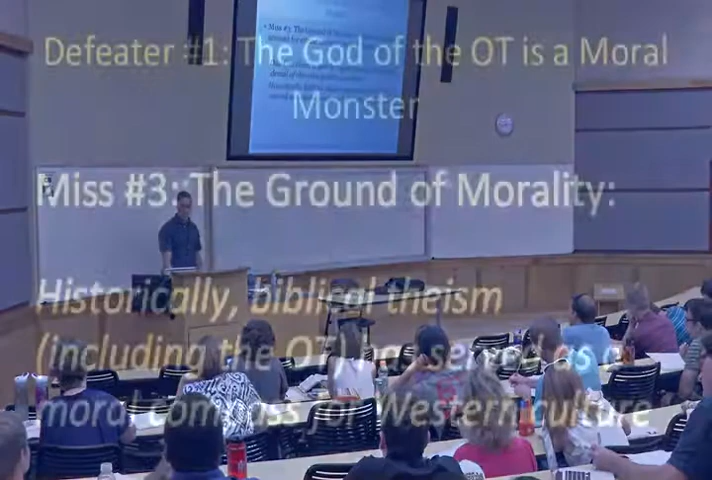 Defeater #1: The God of the OT is a Moral
Monster
Miss #3: The Ground of Morality:
Historically, biblical theism
(including the OT) has served as a
moral compass for Western culture